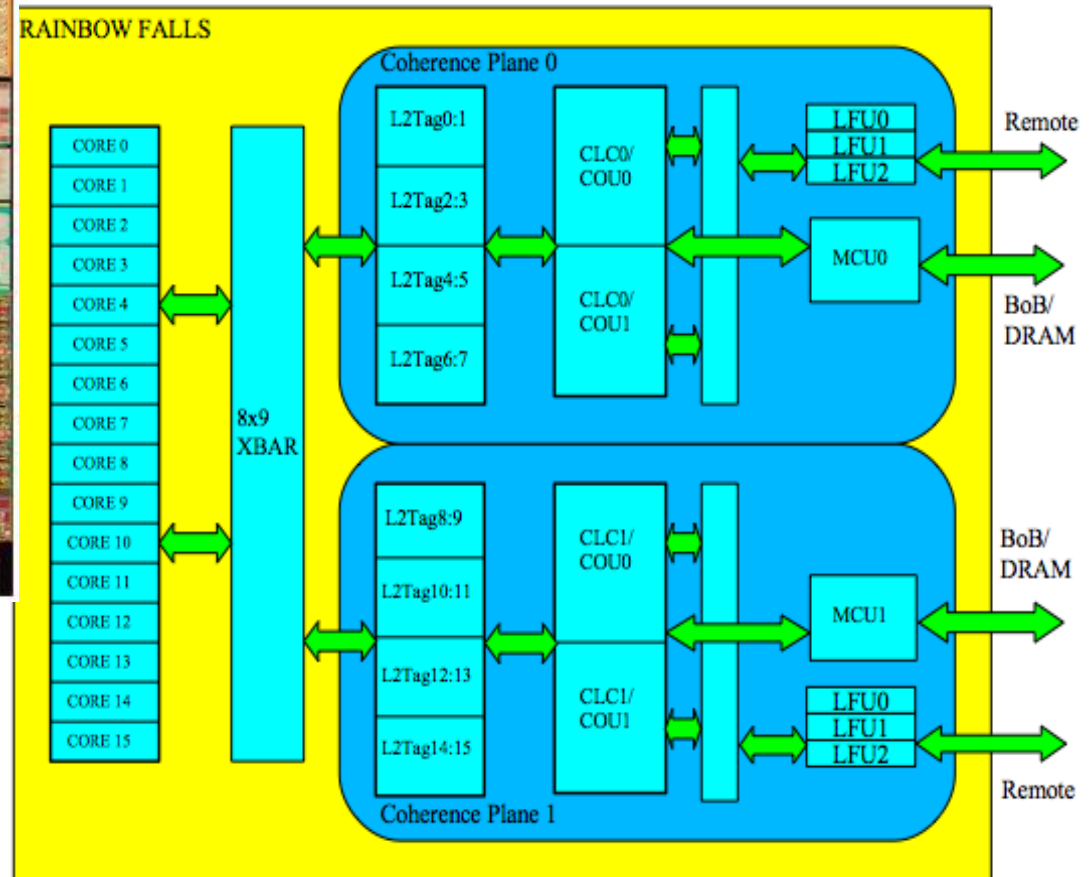 RAINBOW FALLS
CORE 0
CORE 1
CORE 2
CORE 3
CORE 4
CORE 5
CORE 6
CORE 7
CORE 8
CORE 9
CORE 10
CORE 11
CORE 12
CORE 13
CORE 14
CORE 15
8x9
XBAR
Coherence Plane 0
L2Tag0:1
L2Tag2:3
L2Tag4:5
L2Tag6:7
CLC0/
COU0
CLC0/
COU1
LFU0
LFU1
LFU2
MCU0
Remote
BoB/
DRAM
L2Tag8:9
L2Tag10:11
L2Tag12:13
L2Tag14:15
CLC1/
COU0
CLC1/
COU1
MCU1
LFU0
LFU1
LFU2
BoB/
DRAM
Remote
Coherence Plane 1